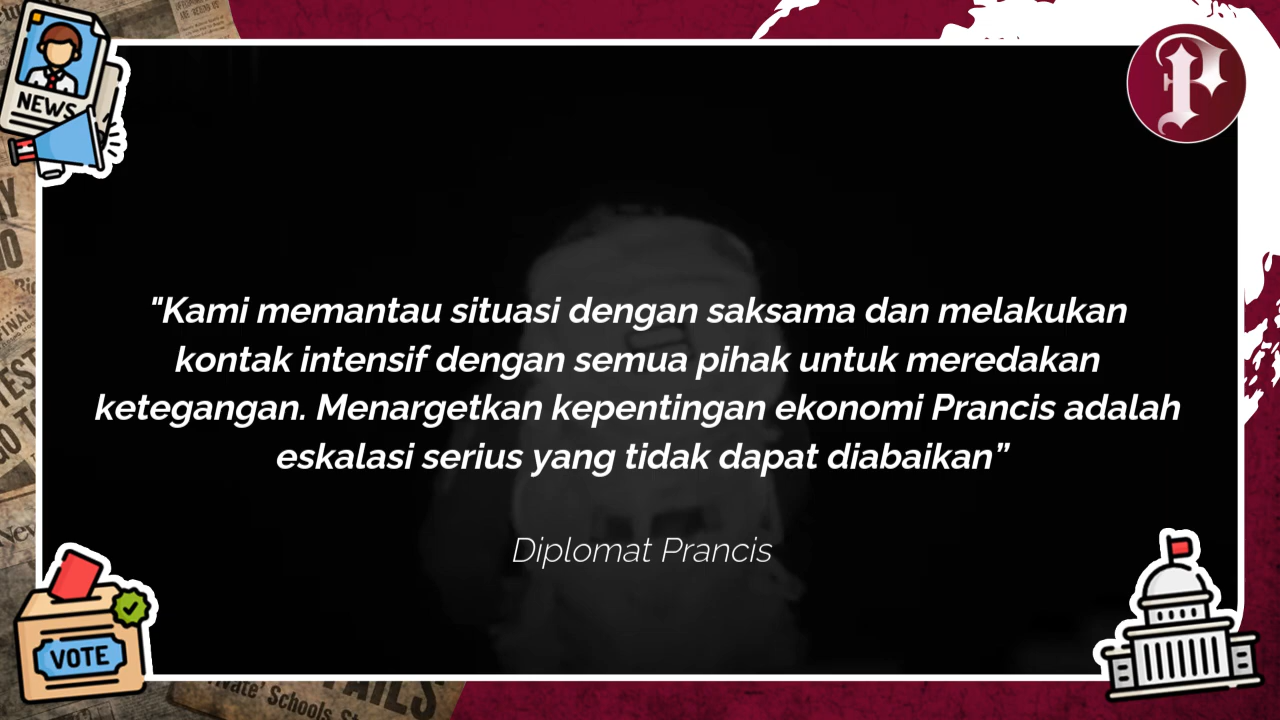 NEWS
"Kami memantau situasi dengan saksama dan melakukan
kontak intensif dengan semua pihak untuk meredakan
ketegangan. Menargetkan kepentingan ekonomi Prancis adalah
eskalasi serius yang tidak dapat diabaikan”
Diplomat Prancis
VOTE
Schools